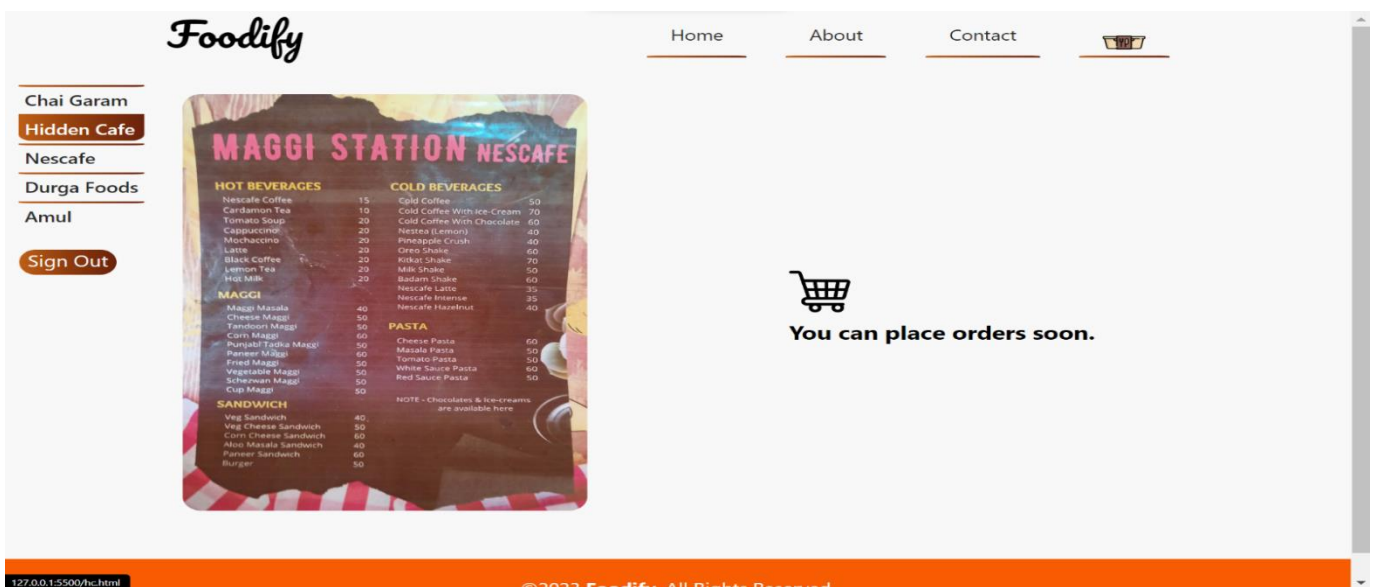 Foodify
Home
About
Contact
Chai Garam
Hidden Cafe
Nescafe
Durga Foods
Amul
Sign Out
MAGGI STATION NESCAFE
HOT BEVERAGES
Nescafe Coffee 15
Cardamon Tea 10
Tomato Soup 20
Cappuccino 20
Mochaccino 20
Latte 20
Black Coffee 20
Lemon Tea 20
Hot Milk 20
MAGGI
Maggi Masala 40
Cheese Maggi 50
Tandoori Maggi 50
Corn Maggi 60
Punjabi Tadka Maggi 50
Paneer Maggi 60
Fried Maggi 50
Vegetable Maggi 50
Schezwan Maggi 50
Cup Maggi 50
SANDWICH
Veg Sandwich 40
Veg Cheese Sandwich 50
Corn Cheese Sandwich 60
Aloo Masala Sandwich 40
Paneer Sandwich 60
Burger 50
COLD BEVERAGES
Cold Coffee 50
Cold Coffee With Ice-Cream 70
Cold Coffee With Chocolate 60
Nestea (Lemon) 40
Pineapple Crush 40
Oreo Shake 60
Kitkat Shake 70
Milk Shake 50
Badam Shake 60
Nescafe Latte 35
Nescafe Intense 35
Nescafe Hazelnut 40
PASTA
Cheese Pasta 60
Masala Pasta 50
Tomato Pasta 50
White Sauce Pasta 60
Red Sauce Pasta 50
NOTE - Chocolates & Ice-creams
are available here
You can place orders soon.
127.0.0.1:5500/hc.html
©2023 Foodify. All Rights Reserved